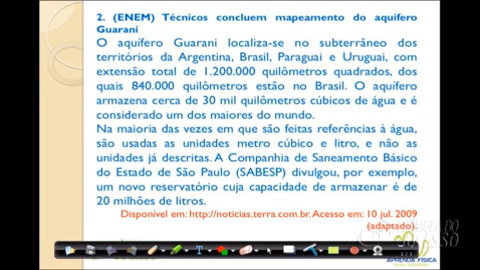 2. (ENEM) Técnicos concluem mapeamento do aquífero
Guarani
O aquífero Guarani localiza-se no subterrâneo dos
territórios da Argentina, Brasil, Paraguai e Uruguai, com
extensão total de 1.200.000 quilômetros quadrados, dos
quais 840.000 quilômetros estão no Brasil. O aquífero
armazena cerca de 30 mil quilômetros cúbicos de água e é
considerado um dos maiores do mundo.
Na maioria das vezes em que são feitas referências à água,
são usadas as unidades metro cúbico e litro, e não as
unidades já descritas. A Companhia de Saneamento Básico
do Estado de São Paulo (SABESP) divulgou, por exemplo,
um novo reservatório cuja capacidade de armazenar é de
20 milhões de litros.
Disponível em: http://noticias.terra.com.br. Acesso em: 10 jul. 2009
(adaptado)
APRENDA FÍSICA